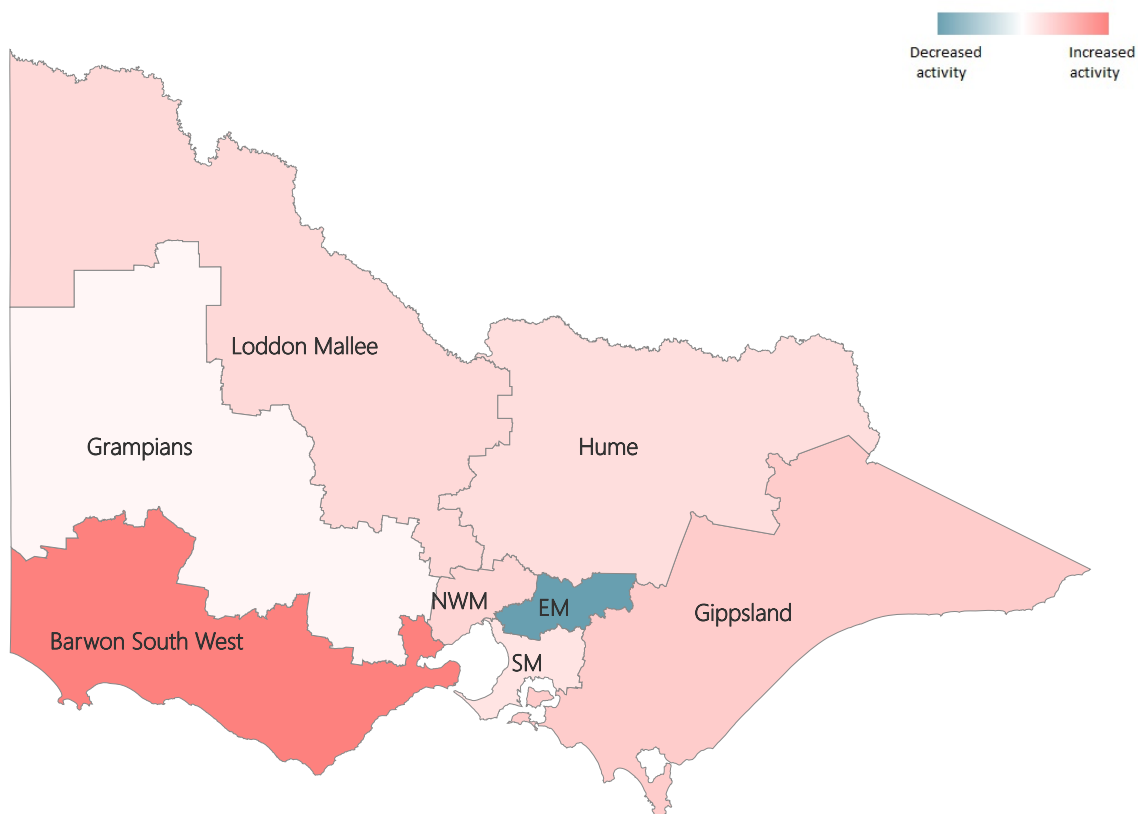 Decreased activity
Increased activity
Loddon Mallee
Grampians
Hume
NWM
EM
Gippsland
Barwon South West
SM